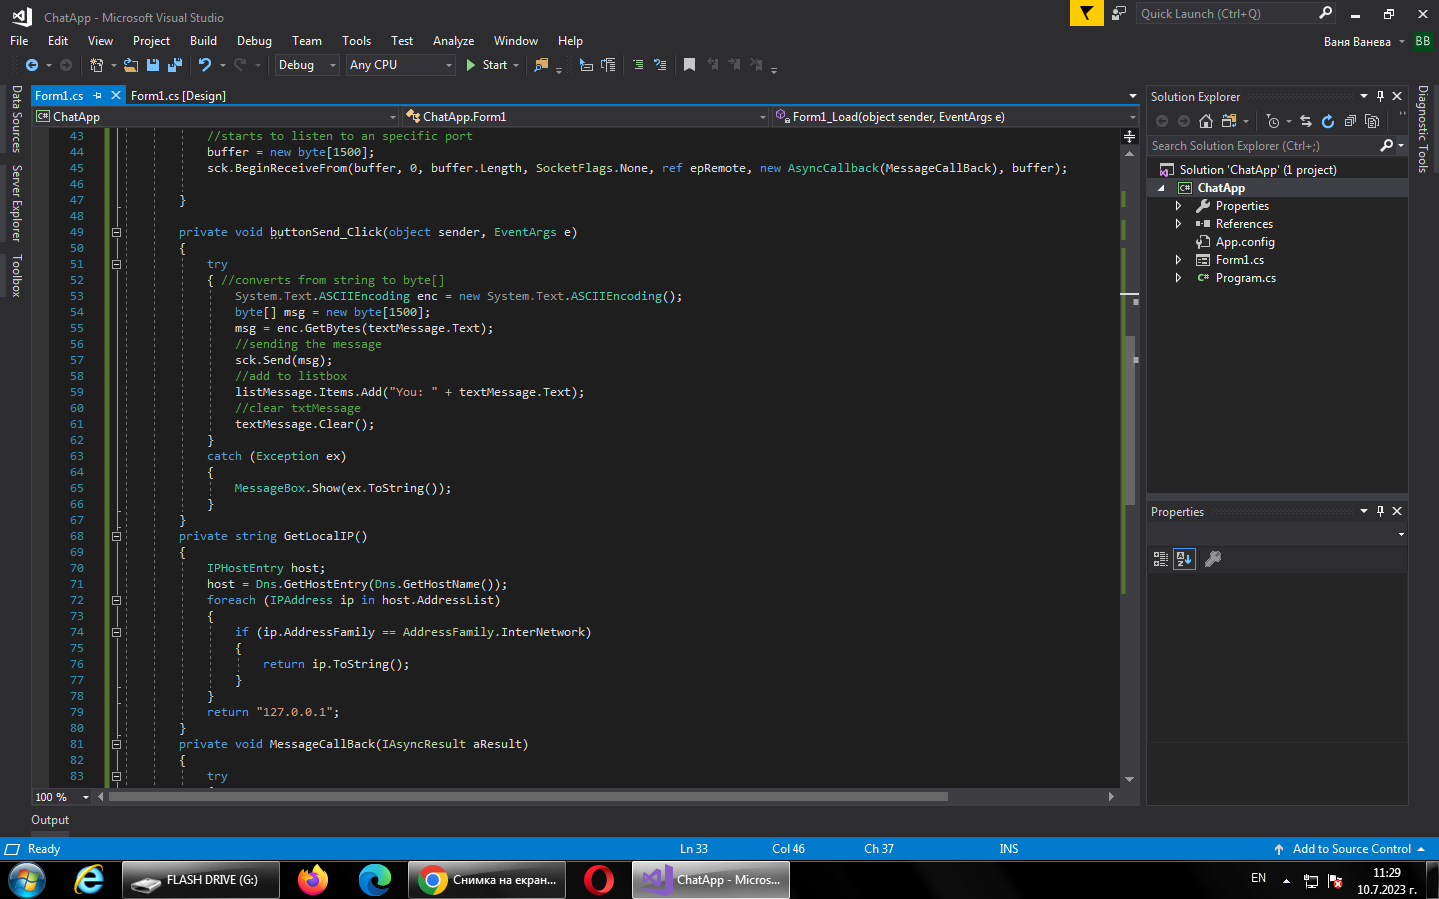 ChatApp - Microsoft Visual Studio
Quick Launch (Ctrl+Q)
File Edit View Project Build Debug Team Tools Test Analyze Window Help
Ваня Ванева BB
Debug Any CPU Start
Form1.cs Form1.cs [Design]
ChatApp ChatApp.Form1 Form1_Load(object sender, EventArgs e)
Data Sources
Server Explorer
Toolbox
43 //starts to listen to an specific port
44 buffer = new byte[1500];
45 sck.BeginReceiveFrom(buffer, 0, buffer.Length, SocketFlags.None, ref epRemote, new AsyncCallback(MessageCallBack), buffer);
46
47 }
48
49 private void buttonSend_Click(object sender, EventArgs e)
50 {
51 try
52 { //converts from string to byte[]
53 System.Text.ASCIIEncoding enc = new System.Text.ASCIIEncoding();
54 byte[] msg = new byte[1500];
55 msg = enc.GetBytes(textMessage.Text);
56 //sending the message
57 sck.Send(msg);
58 //add to listbox
59 listMessage.Items.Add("You: " + textMessage.Text);
60 //clear txtMessage
61 textMessage.Clear();
62 }
63 catch (Exception ex)
64 {
65 MessageBox.Show(ex.ToString());
66 }
67 }
68 private string GetLocalIP()
69 {
70 IPHostEntry host;
71 host = Dns.GetHostEntry(Dns.GetHostName());
72 foreach (IPAddress ip in host.AddressList)
73 {
74 if (ip.AddressFamily == AddressFamily.InterNetwork)
75 {
76 return ip.ToString();
77 }
78 }
79 return "127.0.0.1";
80 }
81 private void MessageCallBack(IAsyncResult aResult)
82 {
83 try
100 %
Output
Solution Explorer
Search Solution Explorer (Ctrl+;)
Solution 'ChatApp' (1 project)
C# ChatApp
Properties
References
App.config
Form1.cs
C# Program.cs
Properties
Diagnostic Tools
Ready Ln 33 Col 46 Ch 37 INS Add to Source Control
FLASH DRIVE (G:) Снимка на екран... ChatApp - Micros... EN 11:29
10.7.2023 г.